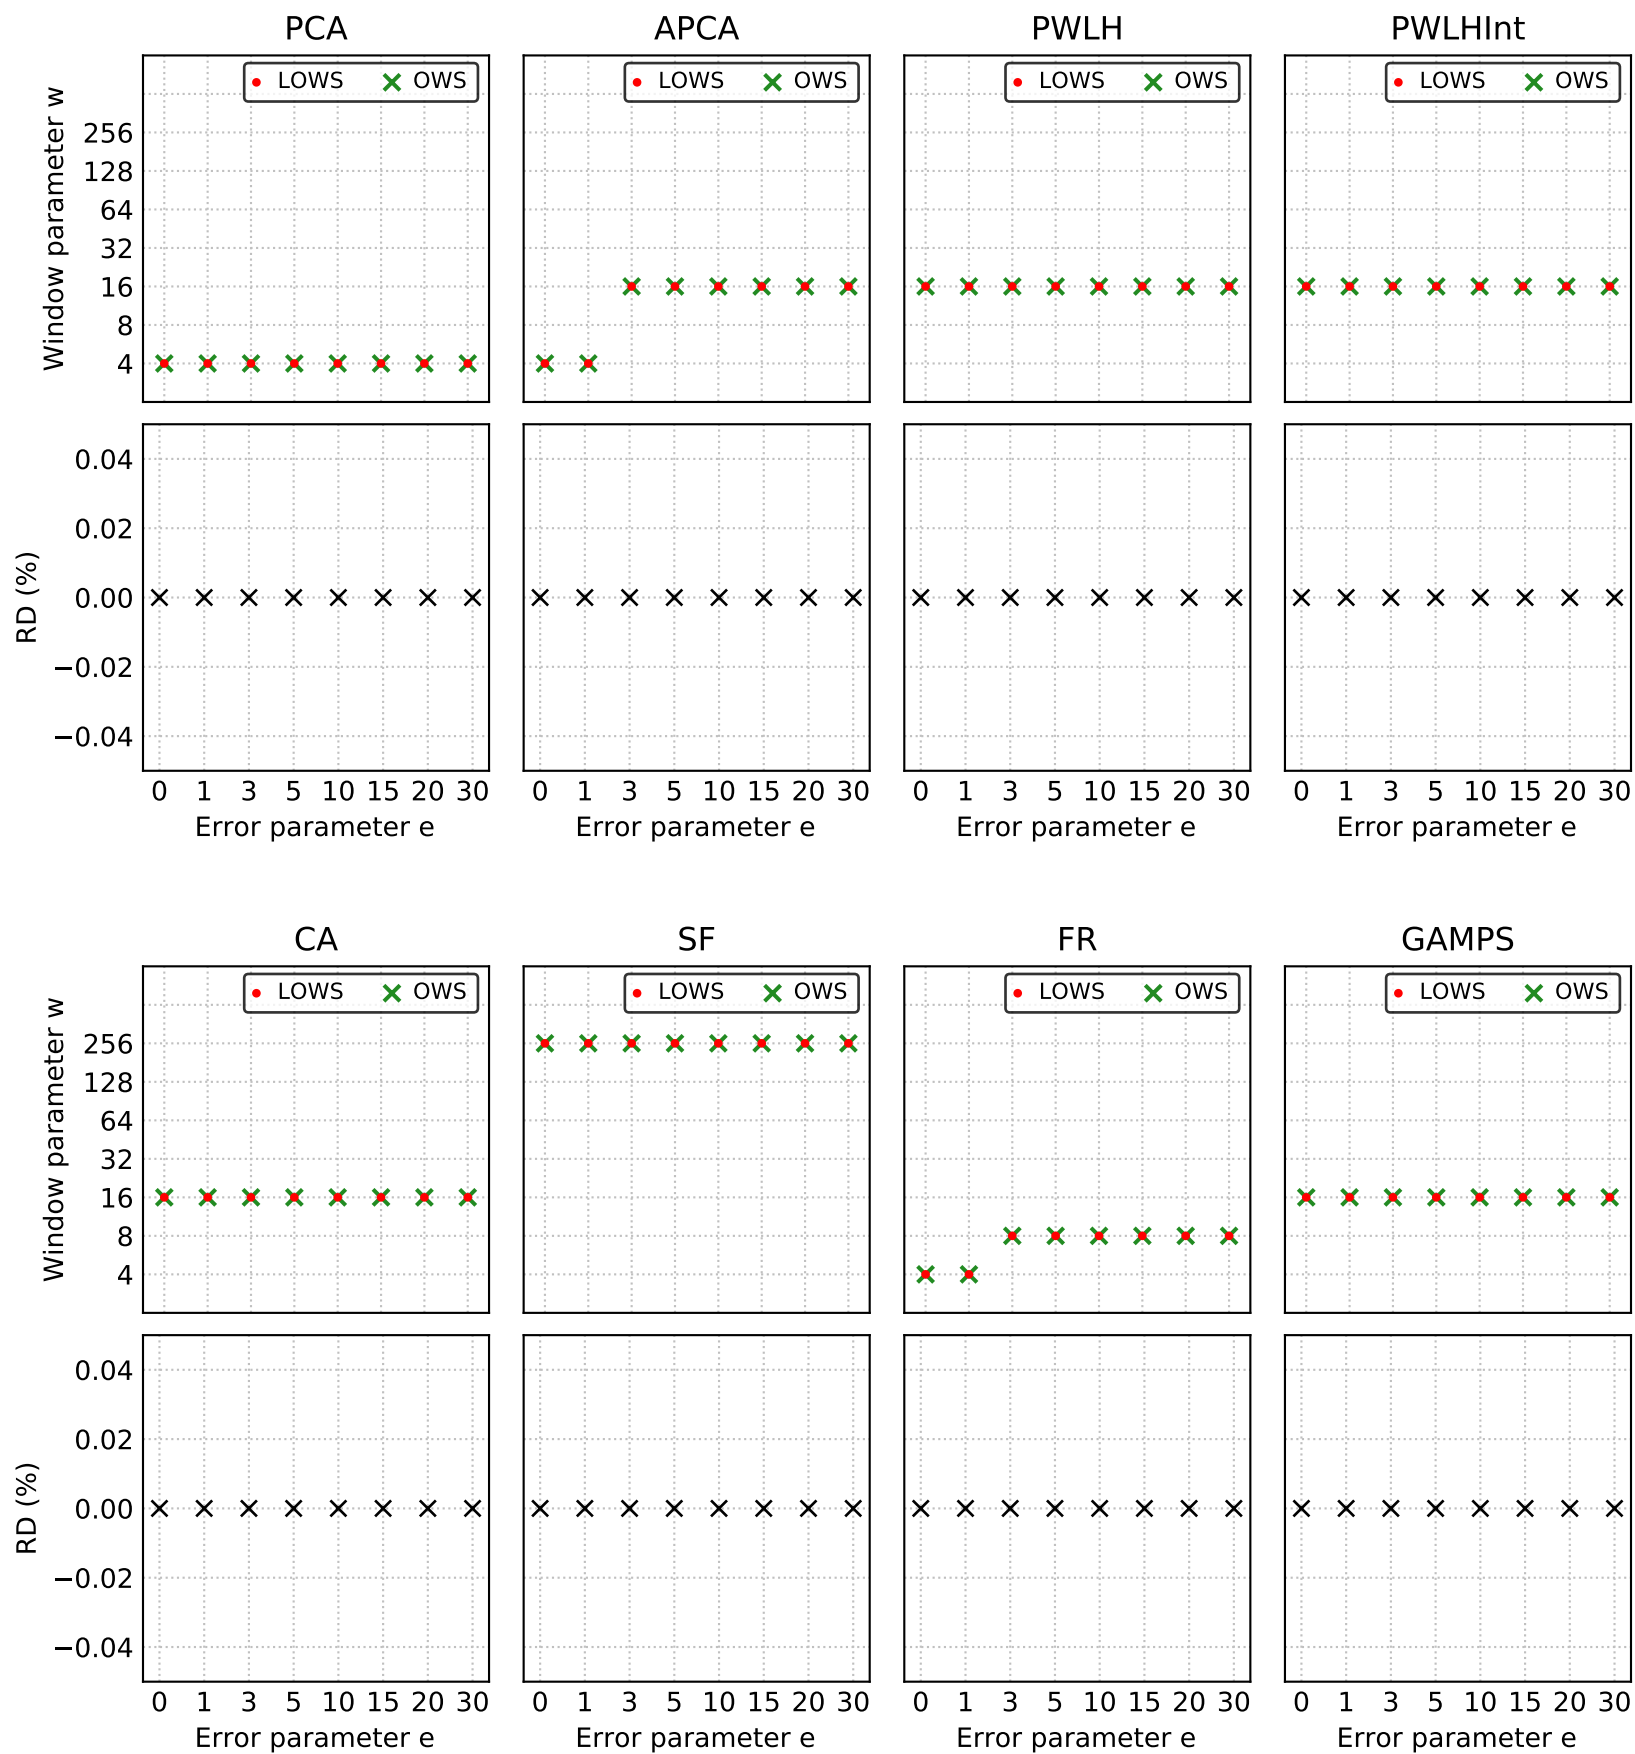 PCA APCA PWLH PWLHInt
LOWS OWS LOWS OWS LOWS OWS LOWS OWS
Window parameter w
256
128
64
32
16
8
4
RD (%)
0.04
0.02
0.00
−0.02
−0.04
0 1 3 5 10 15 20 30 0 1 3 5 10 15 20 30 0 1 3 5 10 15 20 30 0 1 3 5 10 15 20 30
Error parameter e Error parameter e Error parameter e Error parameter e
CA SF FR GAMPS
LOWS OWS LOWS OWS LOWS OWS LOWS OWS
Window parameter w
256
128
64
32
16
8
4
RD (%)
0.04
0.02
0.00
−0.02
−0.04
0 1 3 5 10 15 20 30 0 1 3 5 10 15 20 30 0 1 3 5 10 15 20 30 0 1 3 5 10 15 20 30
Error parameter e Error parameter e Error parameter e Error parameter e